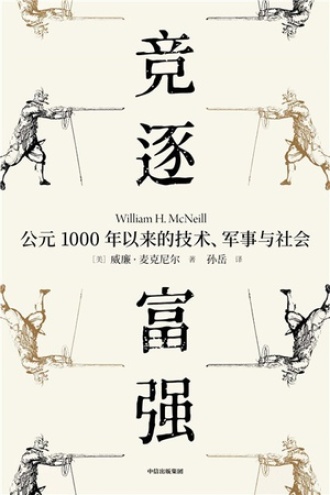 竞
逐
William H. McNeill
公元 1000 年以来的技术、军事与社会
[美] 威廉·麦克尼尔 著 孙岳 译
富
强
中信出版集团